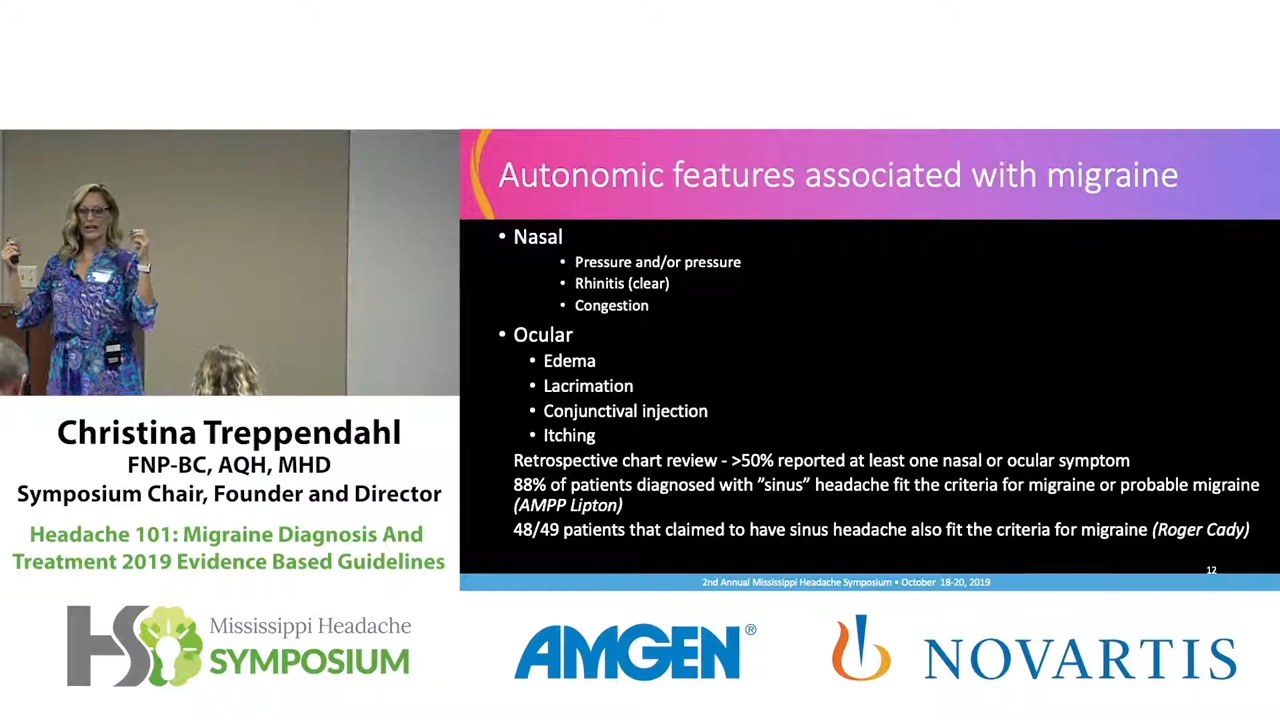 Autonomic features associated with migraine
• Nasal
• Pressure and/or pressure
• Rhinitis (clear)
• Congestion
• Ocular
• Edema
• Lacrimation
• Conjunctival injection
• Itching
Retrospective chart review - >50% reported at least one nasal or ocular symptom
88% of patients diagnosed with ”sinus” headache fit the criteria for migraine or probable migraine
(AMPP Lipton)
48/49 patients that claimed to have sinus headache also fit the criteria for migraine (Roger Cady)
12
2nd Annual Mississippi Headache Symposium • October 18-20, 2019
Christina Treppendahl
FNP-BC, AQH, MHD
Symposium Chair, Founder and Director
Headache 101: Migraine Diagnosis And
Treatment 2019 Evidence Based Guidelines
HS
Mississippi Headache
SYMPOSIUM
AMGEN®
NOVARTIS